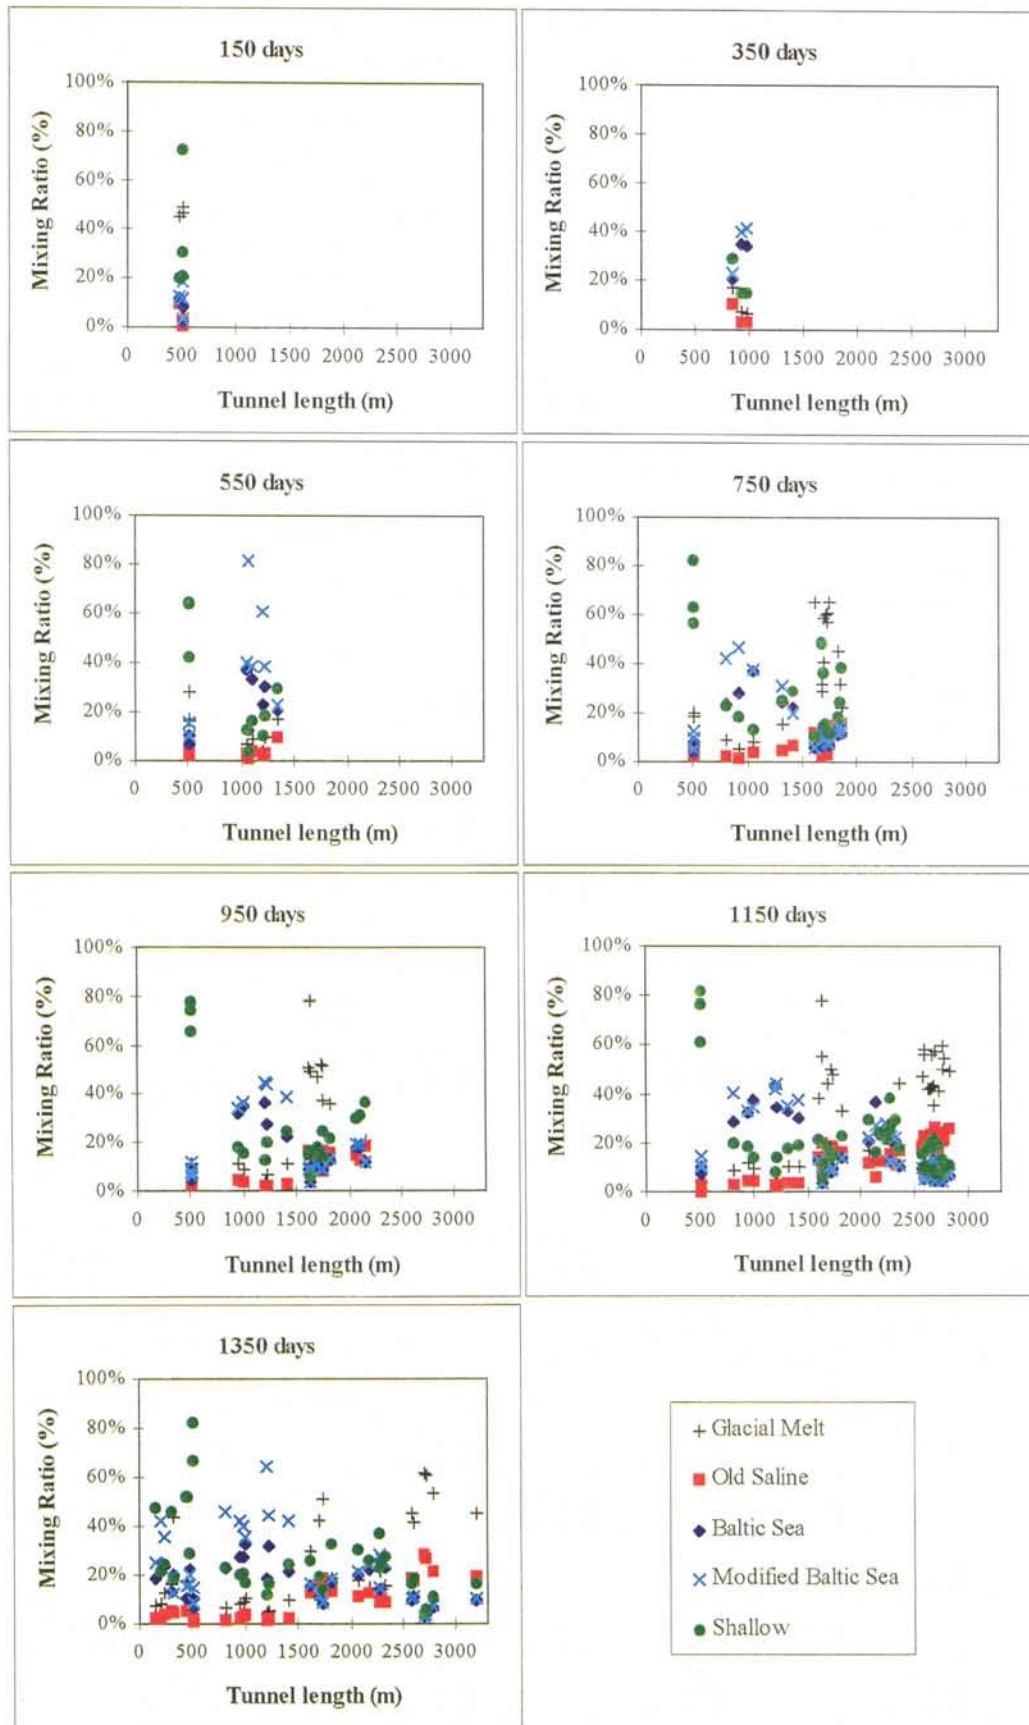 150 days
100%
80%
60%
40%
20%
0%
Mixing Ratio (%)
0 500 1000 1500 2000 2500 3000
Tunnel length (m)
350 days
100%
80%
60%
40%
20%
0%
Mixing Ratio (%)
0 500 1000 1500 2000 2500 3000
Tunnel length (m)
550 days
100%
80%
60%
40%
20%
0%
Mixing Ratio (%)
0 500 1000 1500 2000 2500 3000
Tunnel length (m)
750 days
100%
80%
60%
40%
20%
0%
Mixing Ratio (%)
0 500 1000 1500 2000 2500 3000
Tunnel length (m)
950 days
100%
80%
60%
40%
20%
0%
Mixing Ratio (%)
0 500 1000 1500 2000 2500 3000
Tunnel length (m)
1150 days
100%
80%
60%
40%
20%
0%
Mixing Ratio (%)
0 500 1000 1500 2000 2500 3000
Tunnel length (m)
1350 days
100%
80%
60%
40%
20%
0%
Mixing Ratio (%)
0 500 1000 1500 2000 2500 3000
Tunnel length (m)
Glacial Melt
Old Saline
Baltic Sea
Modified Baltic Sea
Shallow